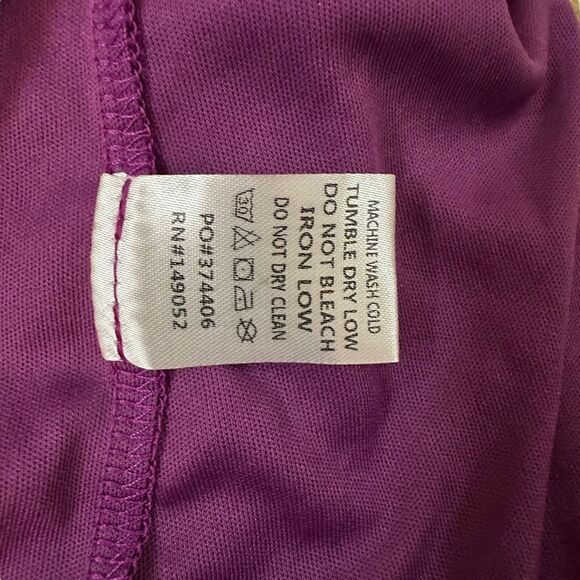 MACHINE WASH COLD
TUMBLE DRY LOW
DO NOT BLEACH
IRON LOW
DO NOT DRY CLEAN
30
PO#374406
RN#149052